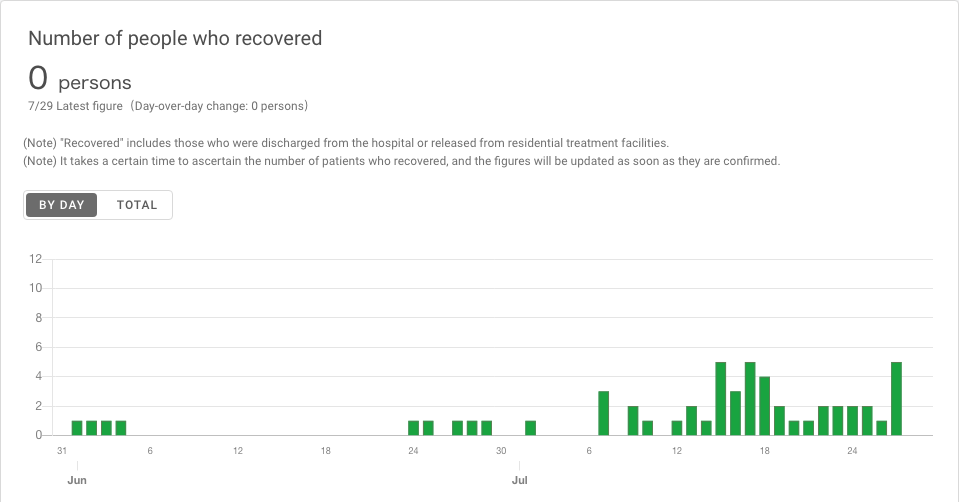 Number of people who recovered
0 persons
7/29 Latest figure（Day-over-day change: 0 persons）
(Note) "Recovered" includes those who were discharged from the hospital or released from residential treatment facilities.
(Note) It takes a certain time to ascertain the number of patients who recovered, and the figures will be updated as soon as they are confirmed.
BY DAY TOTAL
12
10
8
6
4
2
0
31 6 12 18 24 30 6 12 18 24
Jun Jul